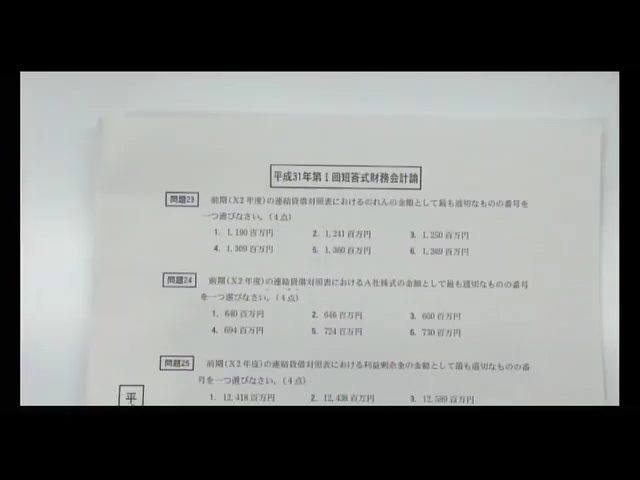 平成31年第Ⅰ回短答式財務会計論
問題23 前期(X2年度)の連結貸借対照表におけるのれんの金額として最も適切なものの番号を
一つ選びなさい。(4点)
1. 1,190百万円 2. 1,241百万円 3. 1,250百万円
4. 1,309百万円 5. 1,360百万円 6. 1,369百万円
問題24 前期(X2年度)の連結貸借対照表におけるA社株式の金額として最も適切なものの番号
を一つ選びなさい。(4点)
1. 640百万円 2. 646百万円 3. 660百万円
4. 694百万円 5. 724百万円 6. 730百万円
問題25 前期(X2年度)の連結貸借対照表における利益剰余金の金額として最も適切なものの番
号を一つ選びなさい。(4点)
1. 12,418百万円 2. 12,438百万円 3. 12,589百万円
平